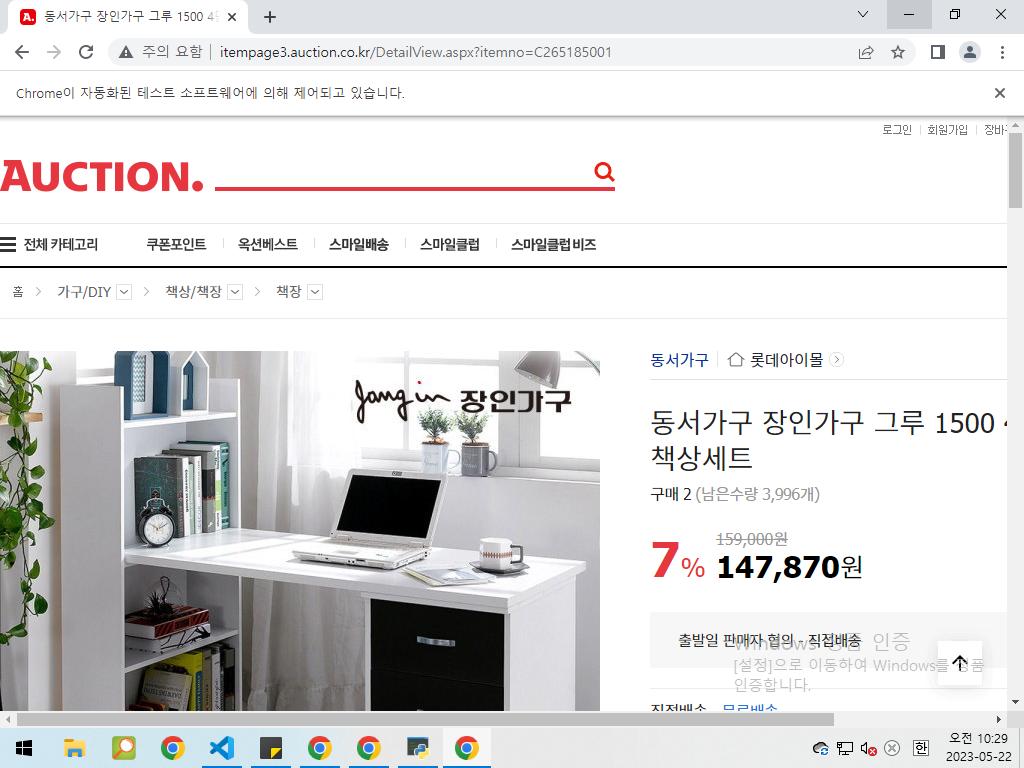 동서가구 장인가구 그루 1500
주의 요함
itempage3.auction.co.kr/DetailView.aspx?itemno=C265185001
Chrome이 자동화된 테스트 소프트웨어에 의해 제어되고 있습니다.
로그인 회원가입
AUCTION.
전체 카테고리 쿠폰포인트 옥션베스트 스마일배송 스마일클럽 스마일클럽 비즈
홈 가구/DIY 책상/책장 책장
Jangin 장인가구
동서가구 롯데아이몰
동서가구 장인가구 그루 1500
책상세트
구매 2 (남은수량 3,996개)
159,000원
7% 147,870원
출발일 판매자 협의 - 직접배송
Windows 정품 인증
[설정]으로 이동하여 Windows를 정품
인증합니다.
직접배송 무료배송
한
오전 10:29
2023-05-22